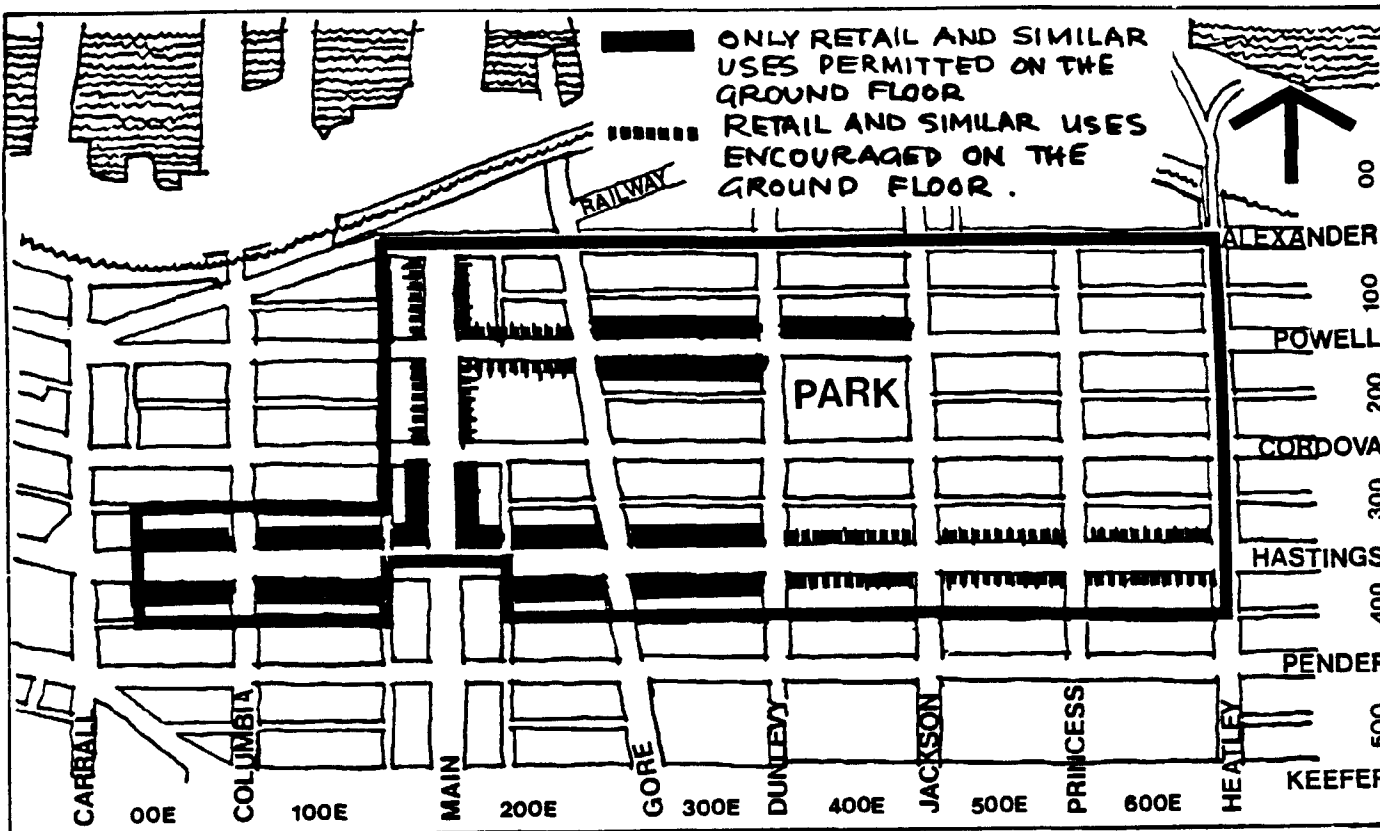 ONLY RETAIL AND SIMILAR
USES PERMITTED ON THE
GROUND FLOOR
RETAIL AND SIMILAR USES
ENCOURAGED ON THE
GROUND FLOOR.
RAILWAY
00
ALEXANDER
100
POWELL
PARK
200
CORDOVA
300
HASTINGS
400
PENDER
500
KEEFER
CARRALL
COLUMBIA
MAIN
GORE
DUNLEVY
JACKSON
PRINCESS
HEATLEY
00E
100E
200E
300E
400E
500E
600E